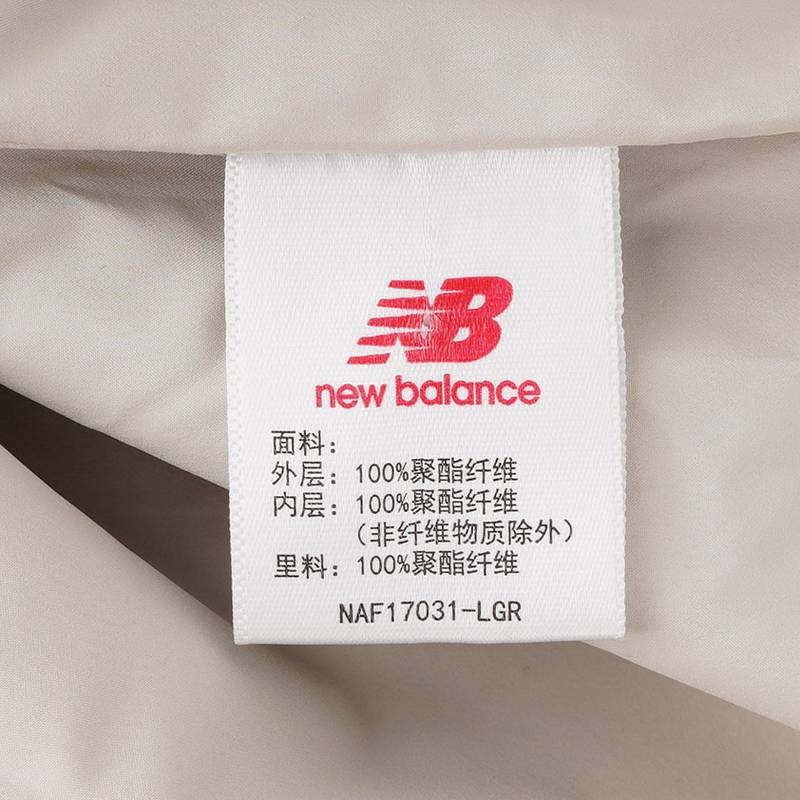 NB
new balance
面料：
外层：100%聚酯纤维
内层：100%聚酯纤维
（非纤维物质除外）
里料：100%聚酯纤维
NAF17031-LGR